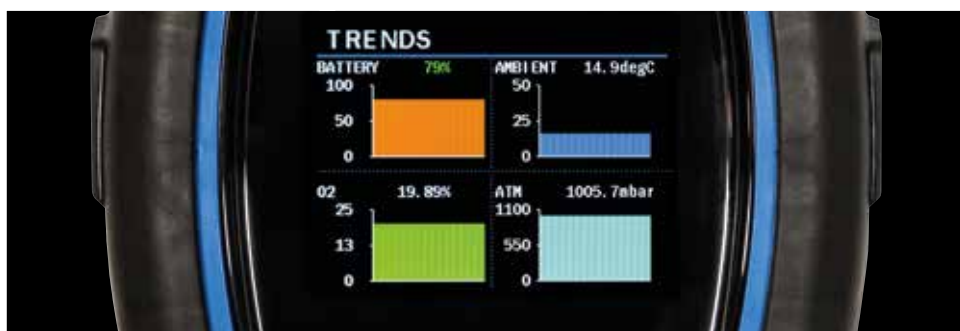 TRENDS
BATTERY 79% AMBIENT 14.9degC
100 50
50 25
0 0
O2 19.89% ATM 1005.7mbar
25 1100
13 550
0 0